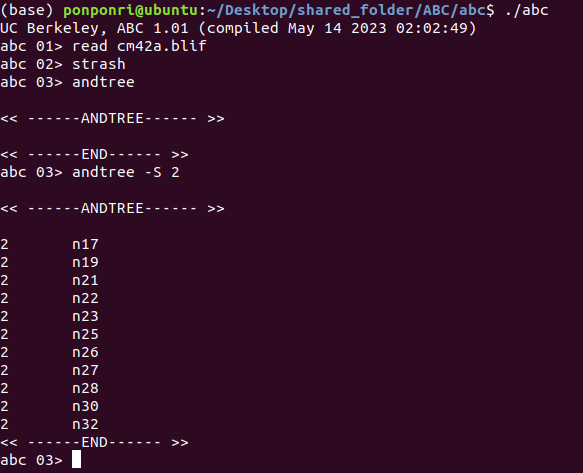 (base) ponponri@ubuntu:~/Desktop/shared_folder/ABC/abc$ ./abc
UC Berkeley, ABC 1.01 (compiled May 14 2023 02:02:49)
abc 01> read cm42a.blif
abc 02> strash
abc 03> andtree
<< ------ANDTREE------ >>
<< ------END------ >>
abc 03> andtree -S 2
<< ------ANDTREE------ >>
2 n17
2 n19
2 n21
2 n22
2 n23
2 n25
2 n26
2 n27
2 n28
2 n30
2 n32
<< ------END------ >>
abc 03>